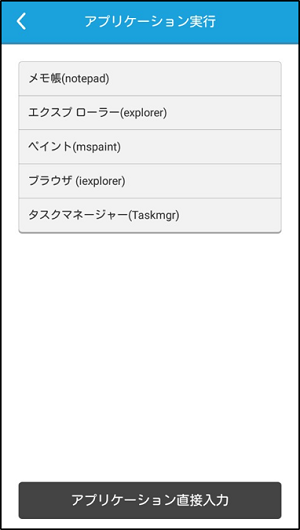 アプリケーション実行
メモ帳(notepad)
エクスプ ローラー(explorer)
ペイント(mspaint)
ブラウザ (iexplorer)
タスクマネージャー(Taskmgr)
アプリケーション直接入力